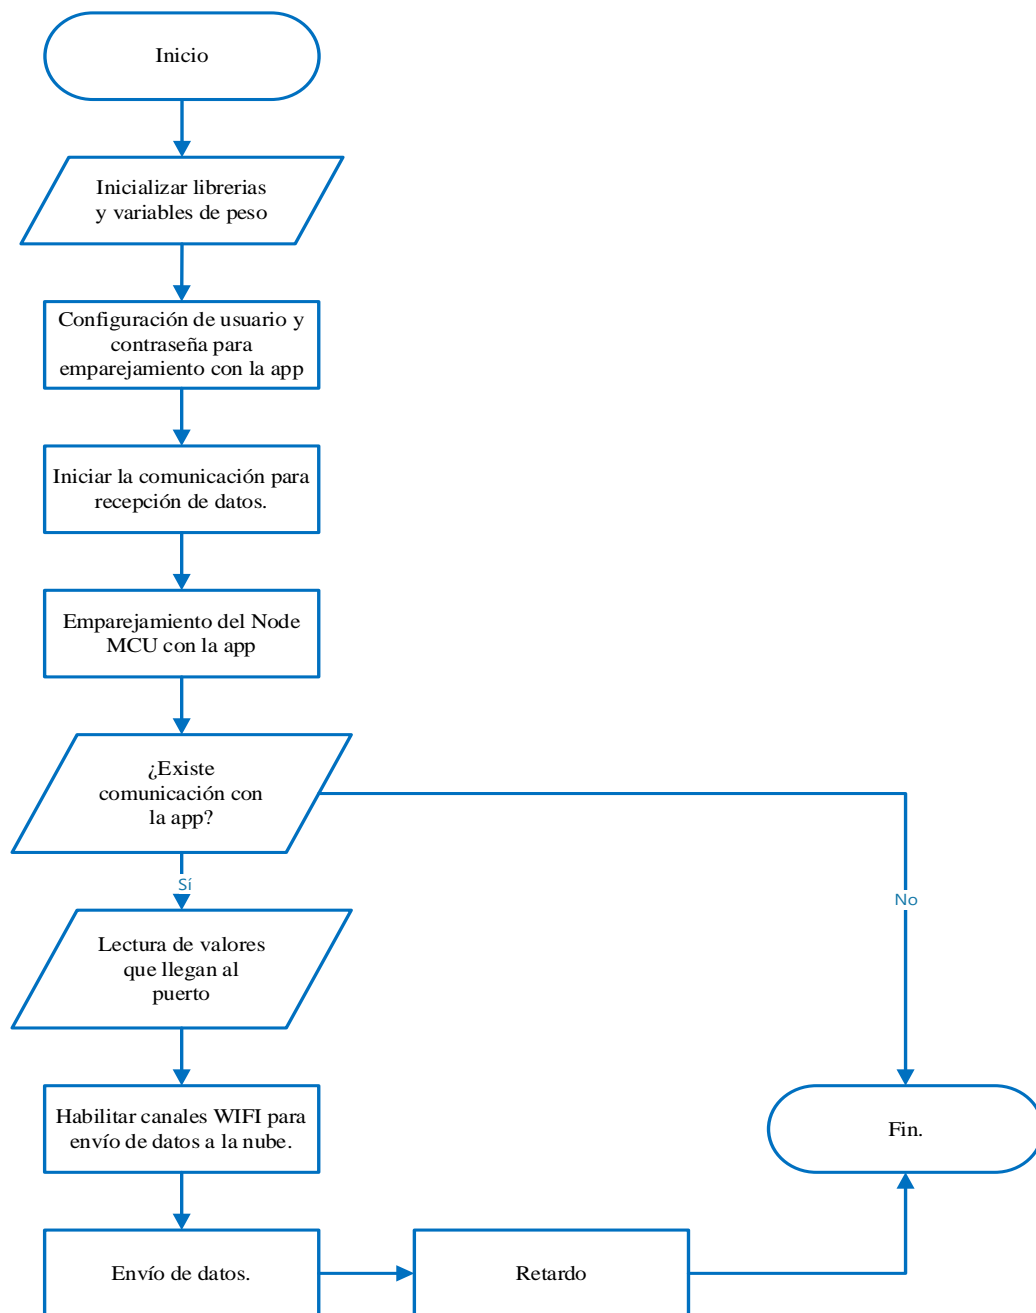 Inicio
Inicializar librerias
y variables de peso
Configuración de usuario y
contraseña para
emparejamiento con la app
Iniciar la comunicación para
recepción de datos.
Emparejamiento del Node
MCU con la app
¿Existe
comunicación con
la app?
Sí
No
Lectura de valores
que llegan al
puerto
Habilitar canales WIFI para
envío de datos a la nube.
Fin.
Envío de datos.
Retardo